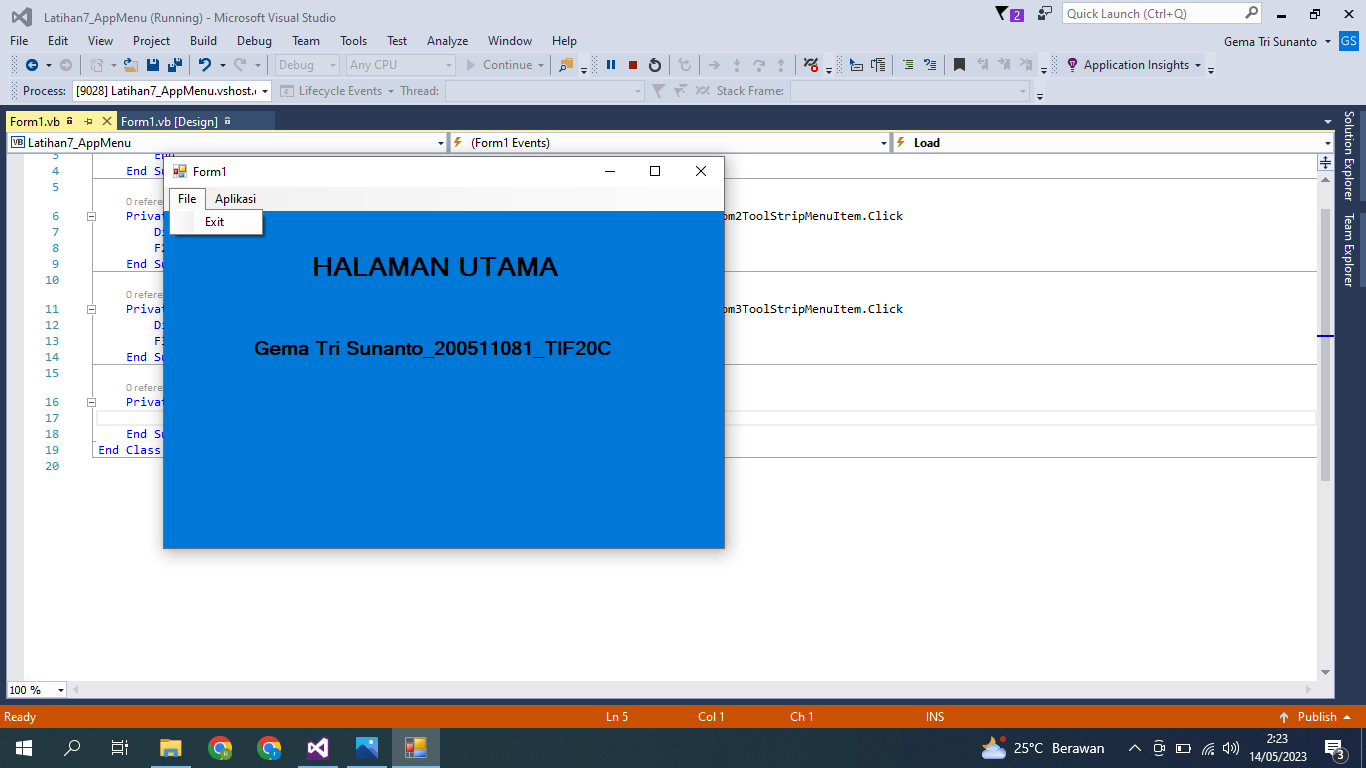 Latihan7_AppMenu (Running) - Microsoft Visual Studio
2
Quick Launch (Ctrl+Q)
File Edit View Project Build Debug Team Tools Test Analyze Window Help
Gema Tri Sunanto
GS
Debug Any CPU Continue Application Insights
Process: [9028] Latihan7_AppMenu.vshost. Lifecycle Events Thread: Stack Frame:
Form1.vb Form1.vb [Design]
VB Latihan7_AppMenu (Form1 Events) Load
3 End
4 End Su
5
0 refere
6 Privat om2ToolStripMenuItem.Click
7 Di
8 F2
9 End Su
10
0 refere
11 Privat om3ToolStripMenuItem.Click
12 Di
13 F3
14 End Su
15
0 refere
16 Privat
17
18 End Su
19 End Class
20
Form1
File Aplikasi
Exit
HALAMAN UTAMA
Gema Tri Sunanto_200511081_TIF20C
Solution Explorer
Team Explorer
100 %
Ready Ln 5 Col 1 Ch 1 INS Publish
25°C Berawan
2:23
14/05/2023
3